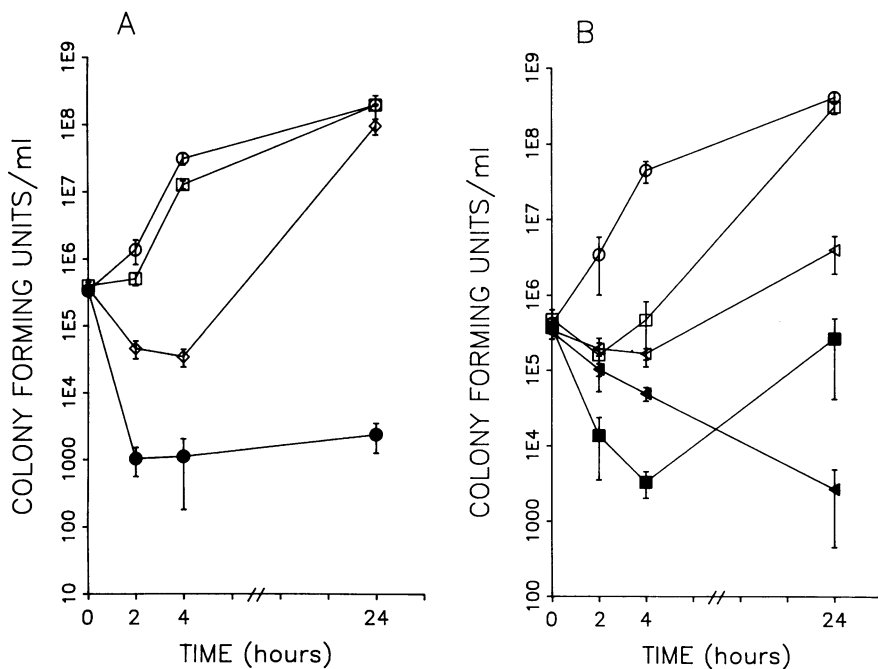 A
COLONY FORMING UNITS/ml
1E9
1E8
1E7
1E6
1E5
1E4
1000
100
10
0
2
4
24
TIME (hours)
B
COLONY FORMING UNITS/ml
1E9
1E8
1E7
1E6
1E5
1E4
1000
100
0
2
4
24
TIME (hours)